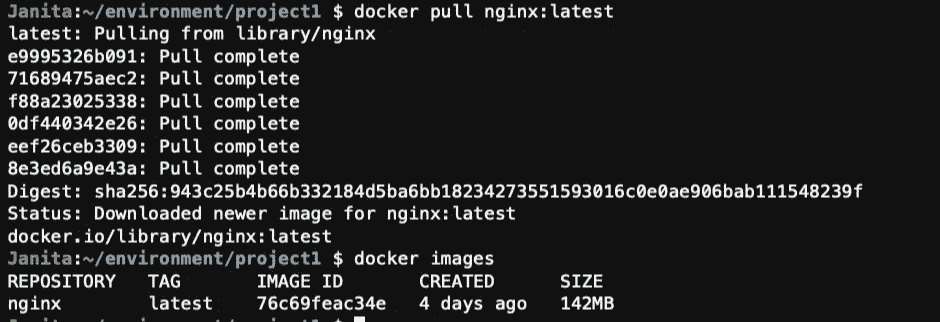 Janita:~/environment/project1 $ docker pull nginx:latest
latest: Pulling from library/nginx
e9995326b091: Pull complete
71689475aec2: Pull complete
f88a23025338: Pull complete
0df440342e26: Pull complete
eef26ceb3309: Pull complete
8e3ed6a9e43a: Pull complete
Digest: sha256:943c25b4b66b332184d5ba6bb18234273551593016c0e0ae906bab111548239f
Status: Downloaded newer image for nginx:latest
docker.io/library/nginx:latest
Janita:~/environment/project1 $ docker images
REPOSITORY TAG IMAGE ID CREATED SIZE
nginx latest 76c69feac34e 4 days ago 142MB
Janita:~/environment/project1 $